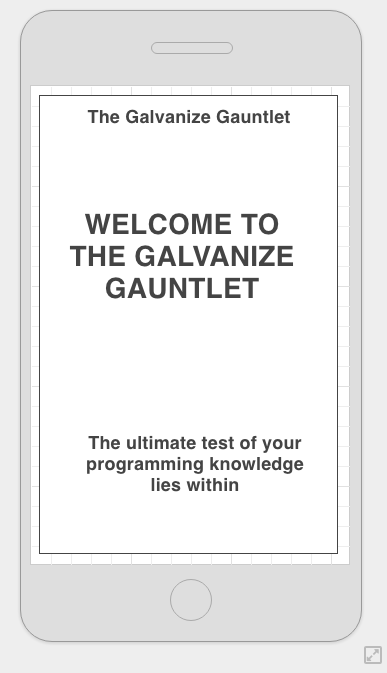 The Galvanize Gauntlet
WELCOME TO
THE GALVANIZE
GAUNTLET
The ultimate test of your
programming knowledge
lies within